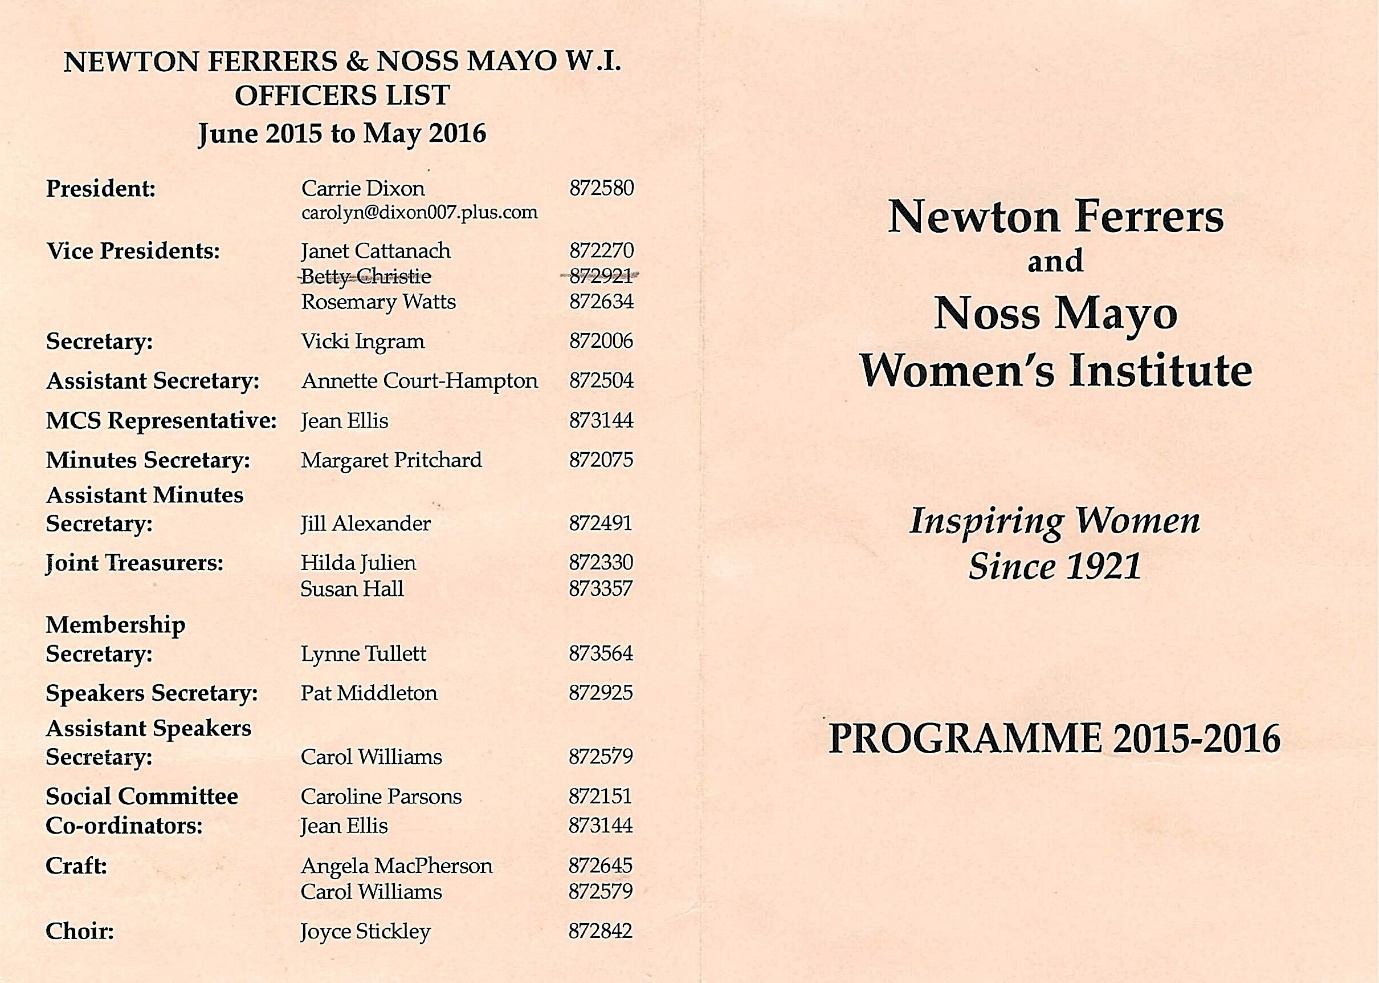 NEWTON FERRERS & NOSS MAYO W.I.
OFFICERS LIST
June 2015 to May 2016
President: Carrie Dixon 872580
carolyn@dixon007.plus.com
Vice Presidents: Janet Cattanach 872270
Betty Christie 872921
Rosemary Watts 872634
Secretary: Vicki Ingram 872006
Assistant Secretary: Annette Court-Hampton 872504
MCS Representative: Jean Ellis 873144
Minutes Secretary: Margaret Pritchard 872075
Assistant Minutes
Secretary: Jill Alexander 872491
Joint Treasurers: Hilda Julien 872330
Susan Hall 873357
Membership
Secretary: Lynne Tullett 873564
Speakers Secretary: Pat Middleton 872925
Assistant Speakers
Secretary: Carol Williams 872579
Social Committee Caroline Parsons 872151
Co-ordinators: Jean Ellis 873144
Craft: Angela MacPherson 872645
Carol Williams 872579
Choir: Joyce Stickley 872842
Newton Ferrers
and
Noss Mayo
Women's Institute
Inspiring Women
Since 1921
PROGRAMME 2015-2016